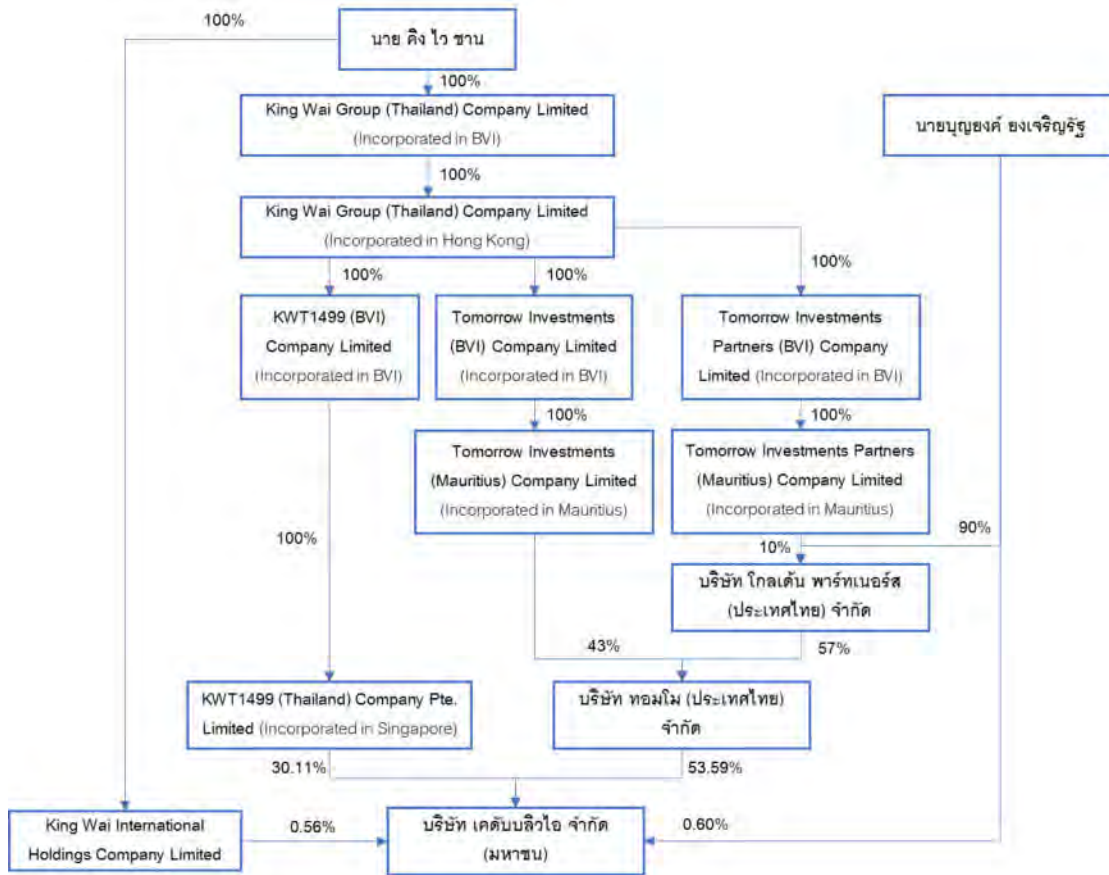 100%
นาย คิง ไว ชาน
100%
King Wai Group (Thailand) Company Limited
(Incorporated in BVI)
นายบุญยงค์ ยงเจริญรัฐ
100%
King Wai Group (Thailand) Company Limited
(Incorporated in Hong Kong)
100%
100%
100%
KWT1499 (BVI)
Company Limited
(Incorporated in BVI)
Tomorrow Investments
(BVI) Company Limited
(Incorporated in BVI)
Tomorrow Investments
Partners (BVI) Company
Limited (Incorporated in BVI)
100%
100%
Tomorrow Investments
(Mauritius) Company Limited
(Incorporated in Mauritius)
Tomorrow Investments Partners
(Mauritius) Company Limited
(Incorporated in Mauritius)
100%
90%
10%
บริษัท โกลเด้น พาร์ทเนอร์ส
(ประเทศไทย) จำกัด
43%
57%
KWT1499 (Thailand) Company Pte.
Limited (Incorporated in Singapore)
บริษัท ทอมโม (ประเทศไทย)
จำกัด
30.11%
53.59%
King Wai International
Holdings Company Limited
0.56%
บริษัท เคดับบลิวไอ จำกัด
(มหาชน)
0.60%